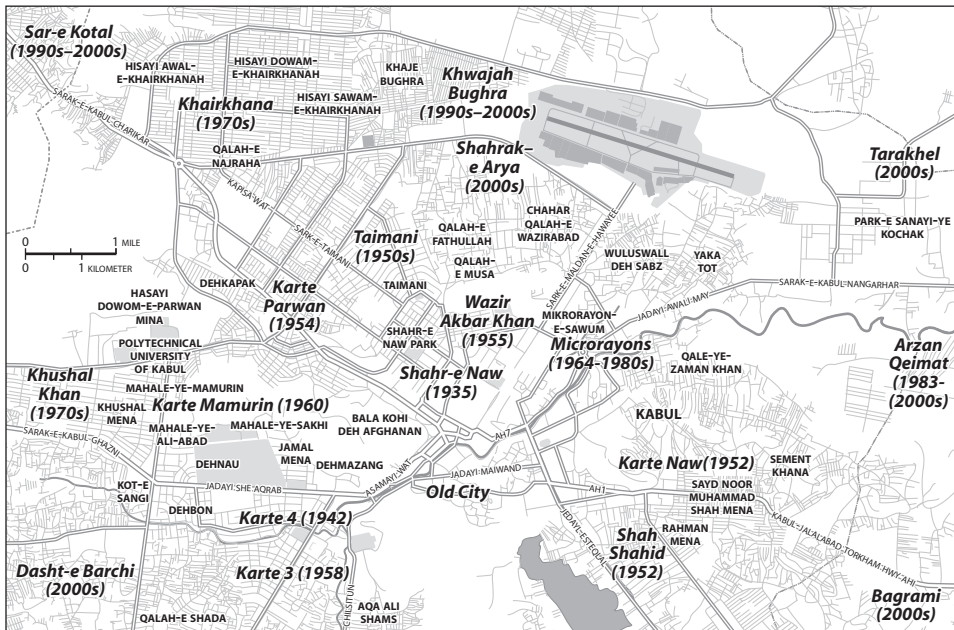 Sar-e Kotal
(1990s–2000s)
HISAYI AWAL-
E-KHAIRKHANAH
HISAYI DOWAM-
E-KHAIRKHANAH
KHAJE
BUGHRA
Khwajah
Bughra
(1990s–2000s)
SARAK-E-KABUL-CHARIKAR
Khairkhana
(1970s)
HISAYI SAWAM-
E-KHAIRKHANAH
QALAH-E
NAJRAHA
Shahrak–
e Arya
(2000s)
Tarakhel
(2000s)
KAPISA-WAT
SARK-E-TAIMANI
Taimani
(1950s)
QALAH-E
FATHULLAH
CHAHAR
QALAH-E
WAZIRABAD
SARK-E-MALDAN-E-HAWAYEE
PARK-E SANAYI-YE
KOCHAK
0 1 MILE
0 1 KILOMETER
QALAH-
E MUSA
WULUSWALL
DEH SABZ
YAKA
TOT
DEHKAPAK
Karte
Parwan
(1954)
TAIMANI
SARAK-E-KABUL-NANGARHAR
JADAYI-AWALI-MAY
HASAYI
DOWOM-E-PARWAN
MINA
Wazir
Akbar Khan
(1955)
MIKRORAYON-
E-SAWUM
Microrayons
(1964-1980s)
POLYTECHNICAL
UNIVERSITY
OF KABUL
SHAHR-E
NAW PARK
Shahr-e Naw
(1935)
QALE-YE-
ZAMAN KHAN
Arzan
Qeimat
(1983-
2000s)
Khushal
Khan
(1970s)
MAHALE-YE-MAMURIN
KHUSHAL
MENA
Karte Mamurin (1960)
MAHALE-YE-
ALI-ABAD
MAHALE-YE-SAKHI
BALA KOHI
DEH AFGHANAN
KABUL
SARAK-E-KABUL GHAZNI
JAMAL
MENA
DEHNAU
DEHMAZANG
ASAMAYI-WAT
AH7
JADAYI-MAIWAND
Karte Naw(1952)
SEMENT
KHANA
KOT-E
SANGI
JADAYI-SHE-AQRAB
Old City
AH1
SAYD NOOR
MUHAMMAD
SHAH MENA
DEHBON
Karte 4 (1942)
JEDAYL-ESTEQUAL
Shah
Shahid
(1952)
RAHMAN
MENA
KABUL-JALALABAD-TORKHAM-HWY-AHI
Dasht-e Barchi
(2000s)
Karte 3 (1958)
CHILSITUN
AQA ALI
SHAMS
QALAH-E SHADA
Bagrami
(2000s)